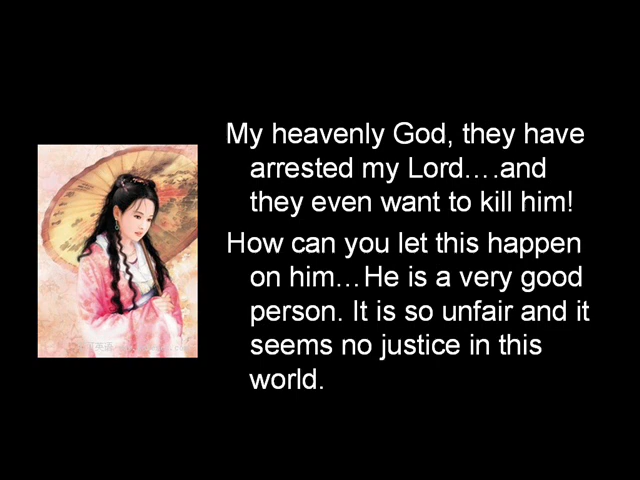 My heavenly God, they have
arrested my Lord….and
they even want to kill him!
How can you let this happen
on him…He is a very good
person. It is so unfair and it
seems no justice in this
world.